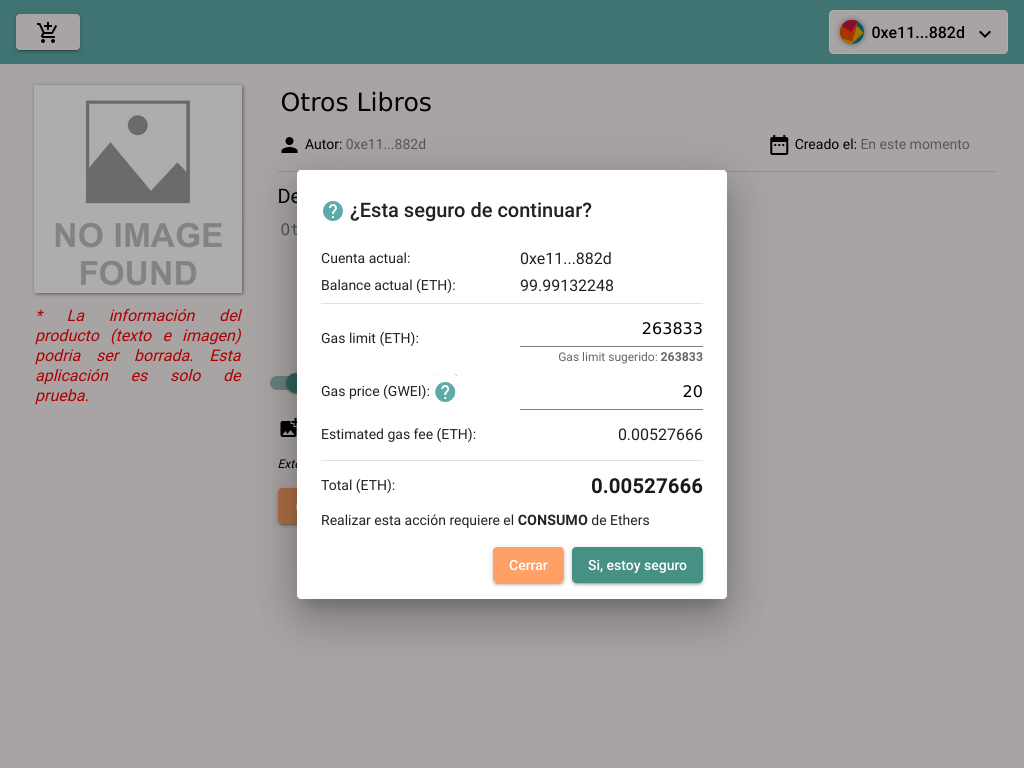 0xe11...882d
Otros Libros
Autor: 0xe11...882d
Creado el: En este momento
NO IMAGE
FOUND
* La información del
producto (texto e imagen)
podria ser borrada. Esta
aplicación es solo de
prueba.
¿Esta seguro de continuar?
Cuenta actual: 0xe11...882d
Balance actual (ETH): 99.99132248
Gas limit (ETH): 263833
Gas limit sugerido: 263833
Gas price (GWEI): ? 20
Estimated gas fee (ETH): 0.00527666
Total (ETH): 0.00527666
Realizar esta acción requiere el CONSUMO de Ethers
Cerrar
Si, estoy seguro